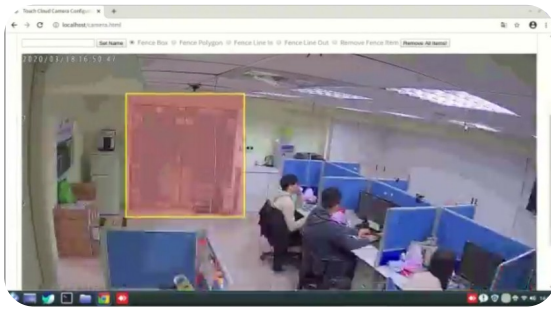 Touch Cloud Camera Configur
localhost/camera.html
Set Name Fence Box Fence Polygon Fence Line In Fence Line Out Remove Fence Item Remove All Items!